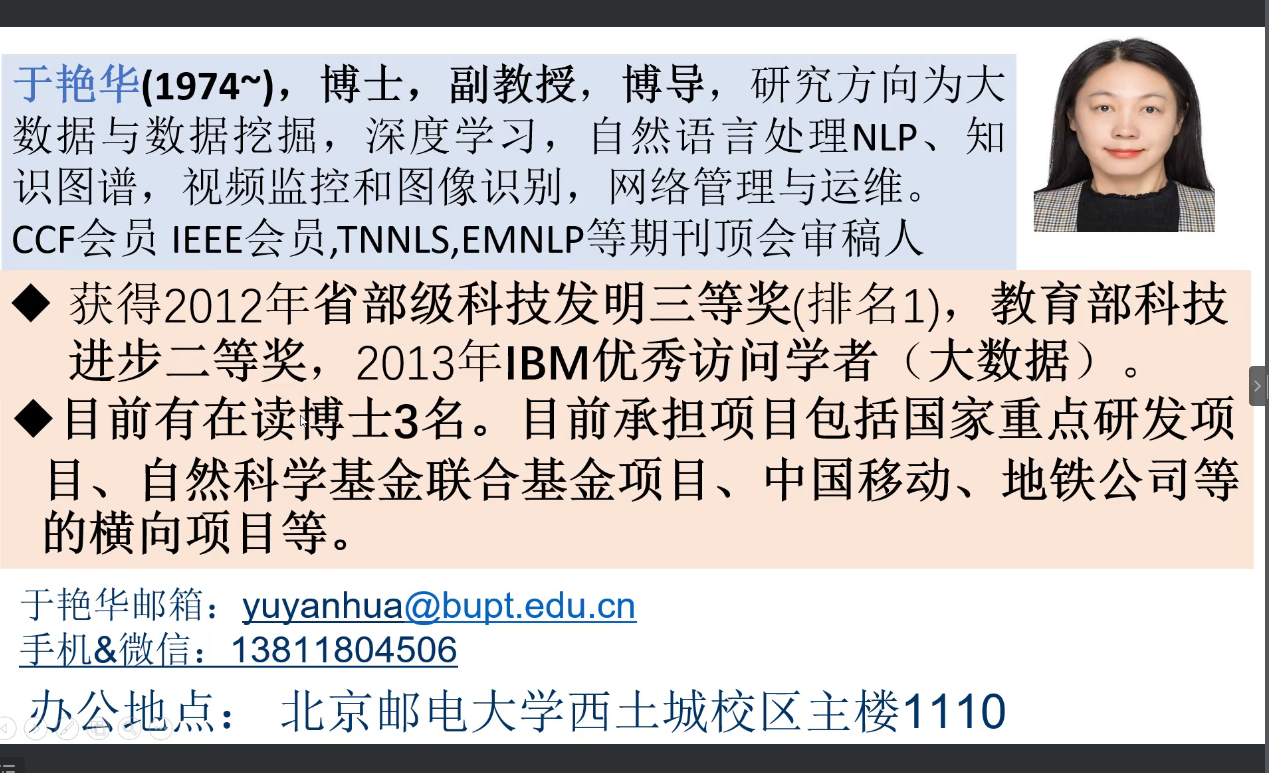 于艳华(1974~)，博士，副教授，博导，研究方向为大
数据与数据挖掘，深度学习，自然语言处理NLP、知
识图谱，视频监控和图像识别，网络管理与运维。
CCF会员 IEEE会员,TNNLS,EMNLP等期刊顶会审稿人
◆ 获得2012年省部级科技发明三等奖(排名1)，教育部科技
进步二等奖，2013年IBM优秀访问学者（大数据）。
◆目前有在读博士3名。目前承担项目包括国家重点研发项
目、自然科学基金联合基金项目、中国移动、地铁公司等
的横向项目等。
于艳华邮箱：yuyanhua@bupt.edu.cn
手机&微信：13811804506
办公地点： 北京邮电大学西土城校区主楼1110